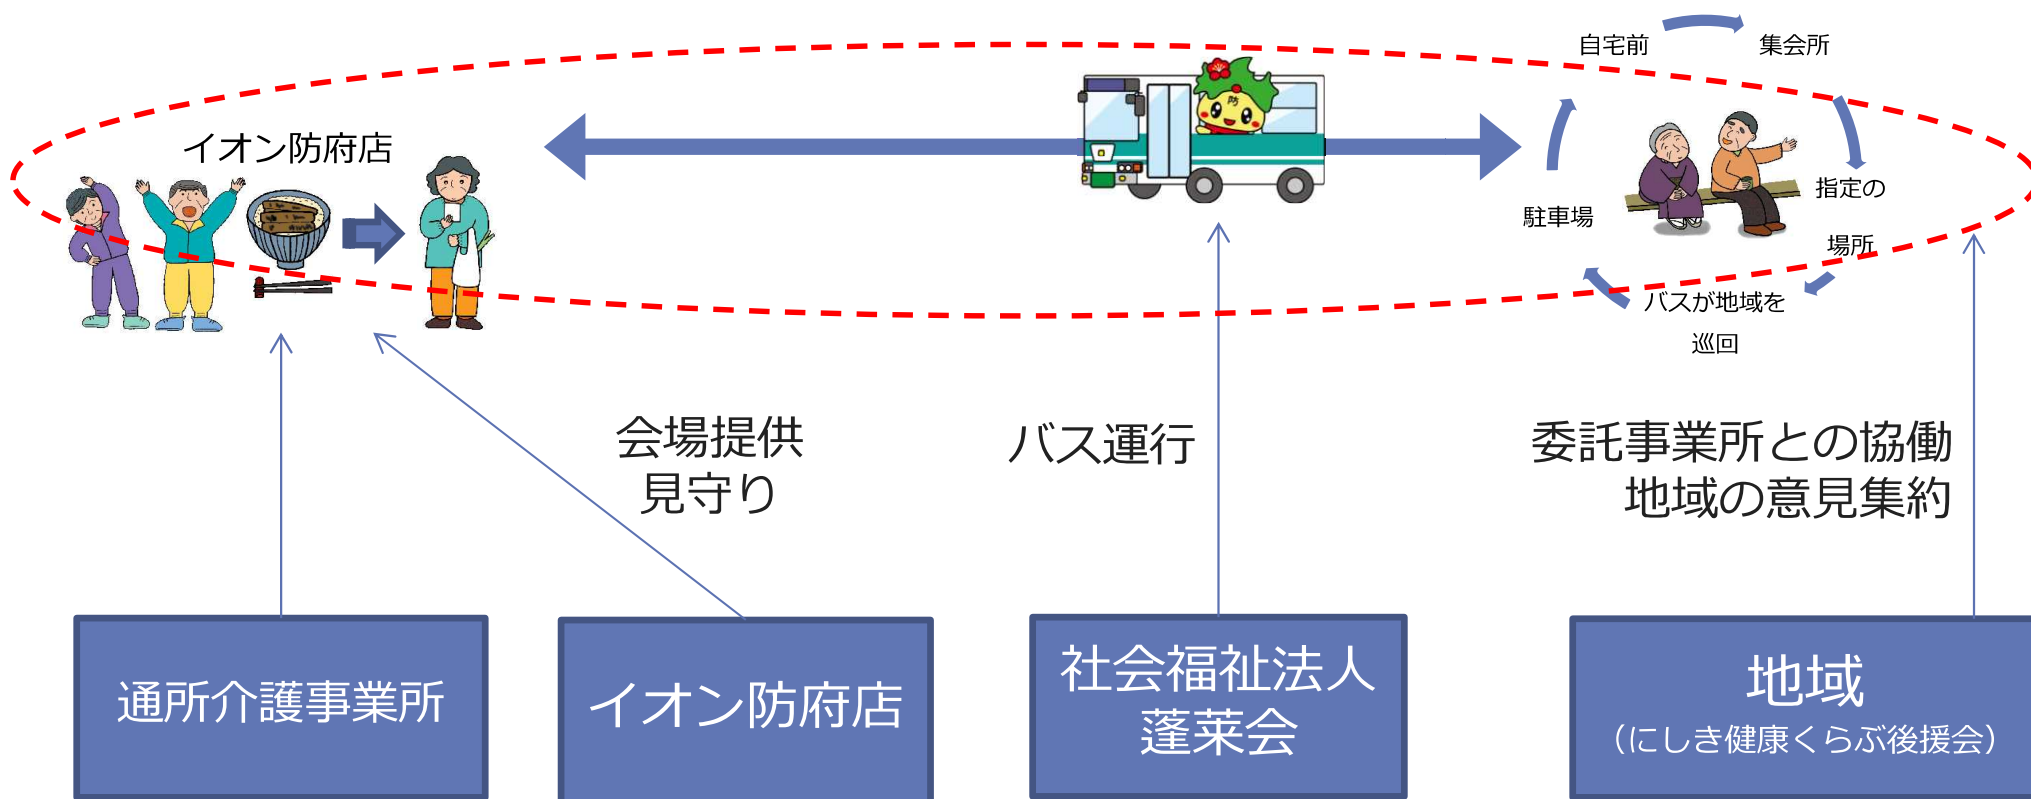 自宅前
集会所
イオン防府店
防
指定の
場所
駐車場
バスが地域を
巡回
会場提供
見守り
バス運行
委託事業所との協働
地域の意見集約
通所介護事業所
イオン防府店
社会福祉法人
蓬莱会
地域
（にしき健康くらぶ後援会）